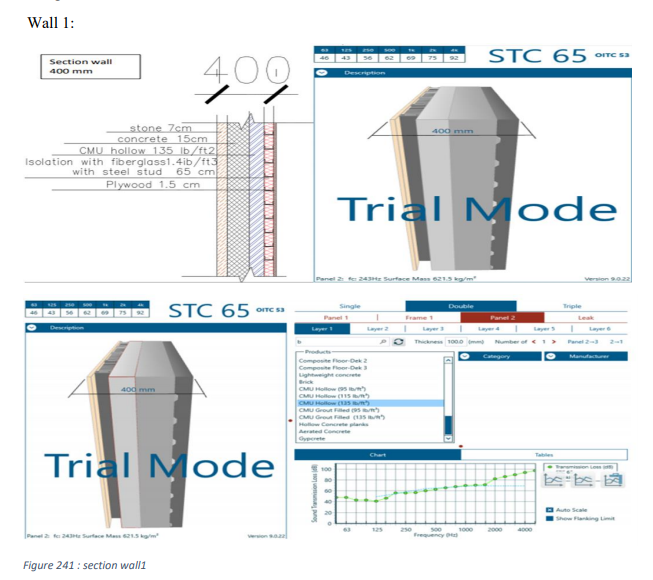 Wall 1:
Section wall
400 mm
400
stone 7cm
concrete 15cm
CMU hollow 135 lb/ft2
Isolation with fiberglass1.4ib/ft3
with steel stud 65 cm
Plywood 1.5 cm
63 125 250 500 1k 2k 4k
46 43 56 62 69 75 92
STC 65 OITC 53
Description
400 mm
Trial Mode
Panel 2: fc: 243Hz Surface Mass 621.5 kg/m²
Version 9.0.22
63 125 250 500 1k 2k 4k
46 43 56 62 69 75 92
STC 65 OITC 53
Description
400 mm
Trial Mode
Panel 2: fc: 243Hz Surface Mass 621.5 kg/m²
Version 9.0.22
Single Double Triple
Panel 1 Frame 1 Panel 2 Leak
Layer 1 Layer 2 Layer 3 Layer 4 Layer 5 Layer 6
Thickness 100.0 (mm) Number of < 1 > Panel 2→3 2→1
Products
Category
Manufacturer
Composite Floor-Dek 2
Composite Floor-Dek 3
Lightweight concrete
Brick
CMU Hollow (95 lb/ft³)
CMU Hollow (115 lb/ft³)
CMU Hollow (135 lb/ft³)
CMU Grout Filled (95 lb/ft³)
CMU Grout Filled (135 lb/ft³)
Hollow Concrete planks
Aerated Concrete
Gypcrete
Chart Tables
Sound Transmission Loss (dB)
100
80
60
40
20
0
63 125 250 500 1000 2000 4000
Frequency (Hz)
Transmission Loss (dB)
Auto Scale
Show Flanking Limit
Figure 241 : section wall1